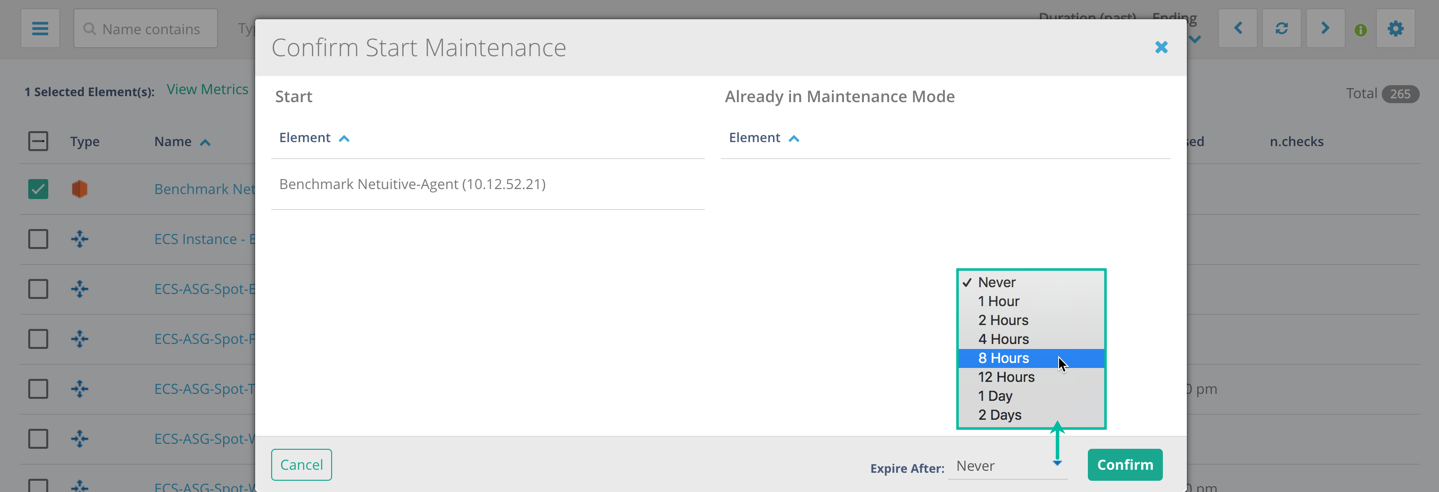 Name contains
Ty
Duration (past)
Ending
Confirm Start Maintenance
1 Selected Element(s):
View Metrics
Total 265
Start
Already in Maintenance Mode
Type
Name
Element
Element
sed
n.checks
Benchmark Net
Benchmark Netuitive-Agent (10.12.52.21)
ECS Instance - B
ECS-ASG-Spot-E
ECS-ASG-Spot-F
ECS-ASG-Spot-T
0 pm
ECS-ASG-Spot-W
ECS-ASG-Spot-W
0 pm
Never
1 Hour
2 Hours
4 Hours
8 Hours
12 Hours
1 Day
2 Days
Cancel
Expire After:
Never
Confirm